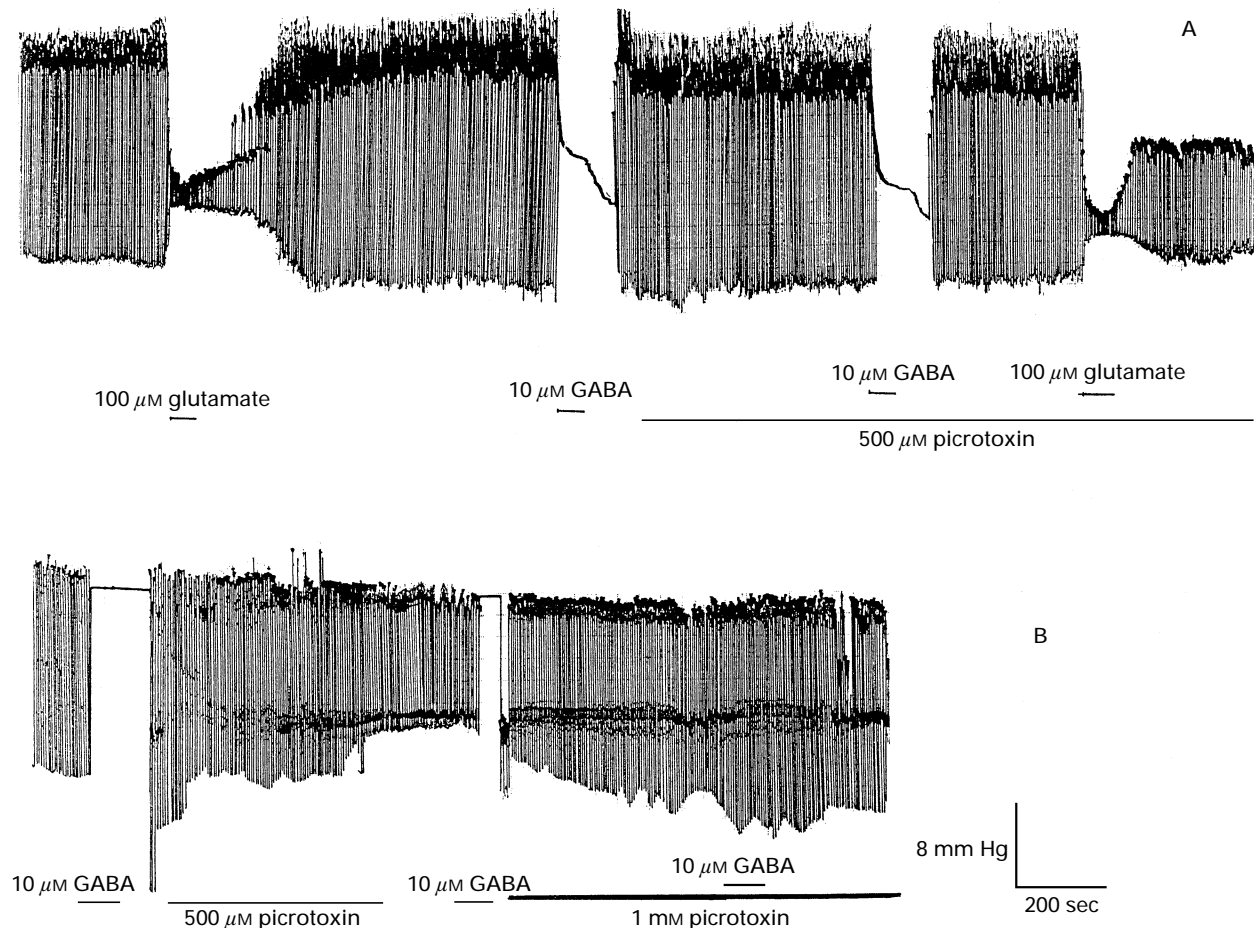 A
100 μM glutamate
10 μM GABA
10 μM GABA
100 μM glutamate
500 μM picrotoxin
B
8 mm Hg
200 sec
10 μM GABA
10 μM GABA
10 μM GABA
500 μM picrotoxin
1 mM picrotoxin